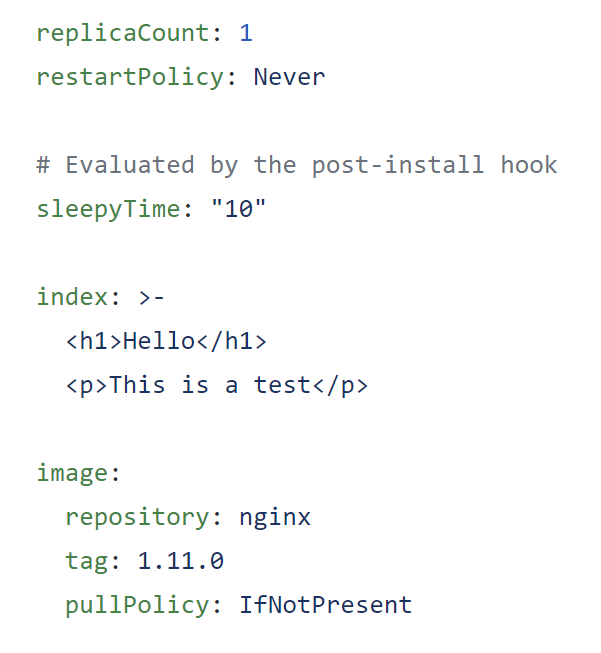 replicaCount: 1
restartPolicy: Never
# Evaluated by the post-install hook
sleepyTime: "10"
index: >-
  <h1>Hello</h1>
  <p>This is a test</p>
image:
  repository: nginx
  tag: 1.11.0
  pullPolicy: IfNotPresent